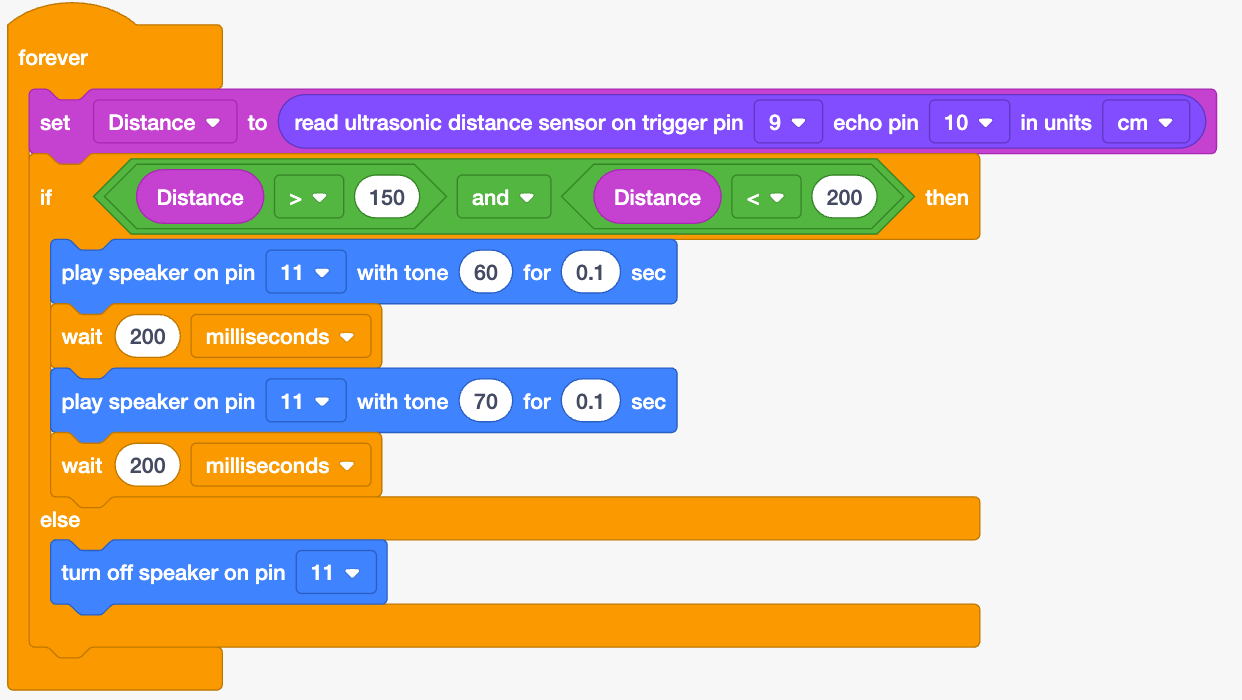 forever
set Distance to read ultrasonic distance sensor on trigger pin 9 echo pin 10 in units cm
if Distance > 150 and Distance < 200 then
play speaker on pin 11 with tone 60 for 0.1 sec
wait 200 milliseconds
play speaker on pin 11 with tone 70 for 0.1 sec
wait 200 milliseconds
else
turn off speaker on pin 11